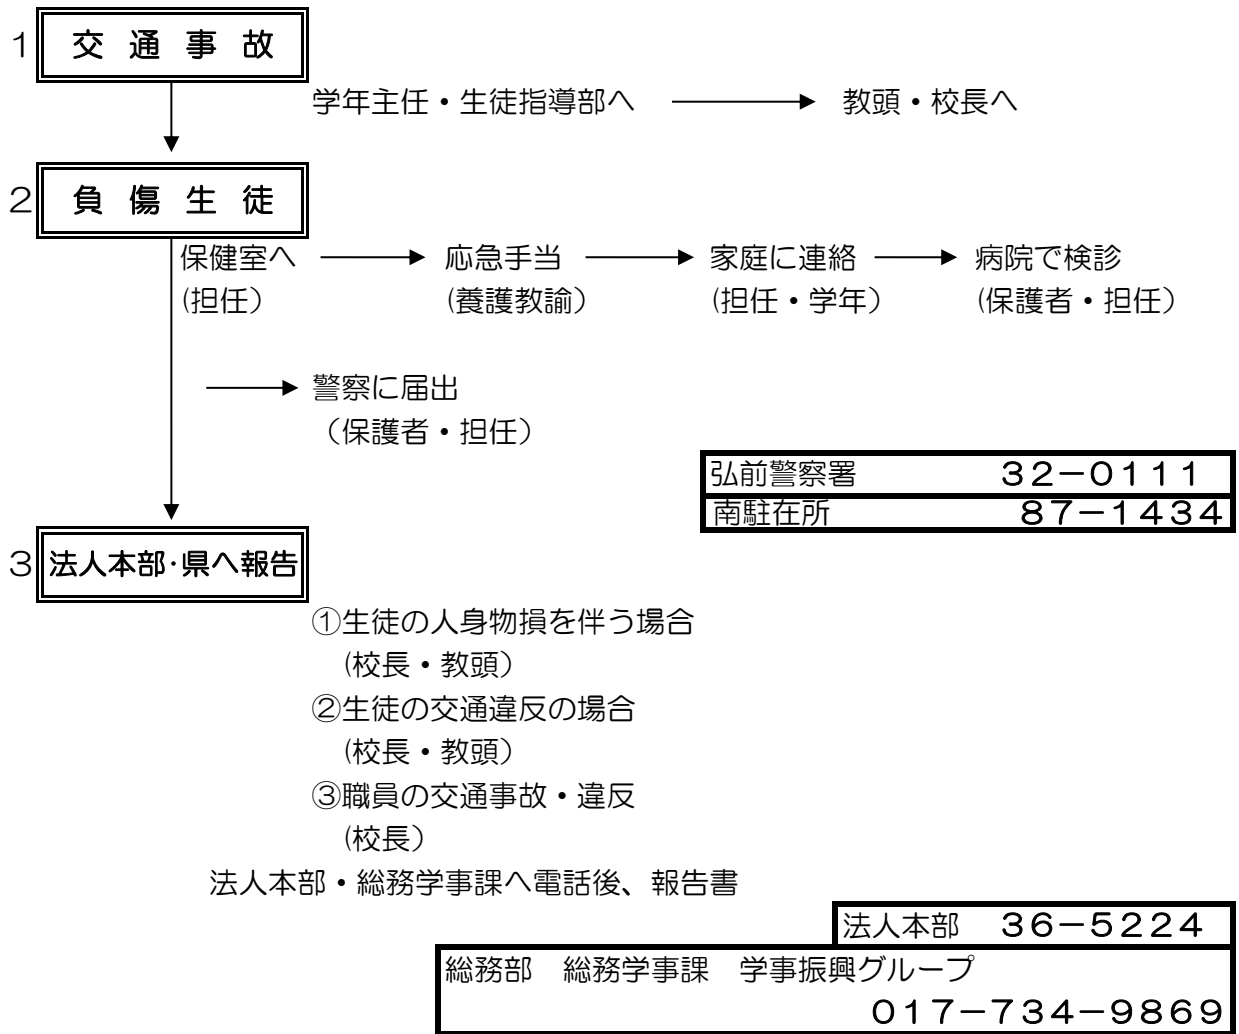 1 交 通 事 故
学年主任・生徒指導部へ 教頭・校長へ
2 負 傷 生 徒
保健室へ 応急手当 家庭に連絡 病院で検診
(担任） (養護教諭） (担任・学年） (保護者・担任）
警察に届出
（保護者・担任）
弘前警察署 32－0111
南駐在所 87－1434
3 法人本部･県へ報告
①生徒の人身物損を伴う場合
(校長・教頭）
②生徒の交通違反の場合
(校長・教頭）
③職員の交通事故・違反
(校長）
法人本部・総務学事課へ電話後、報告書
法人本部 36－5224
総務部 総務学事課 学事振興グループ
017－734－9869